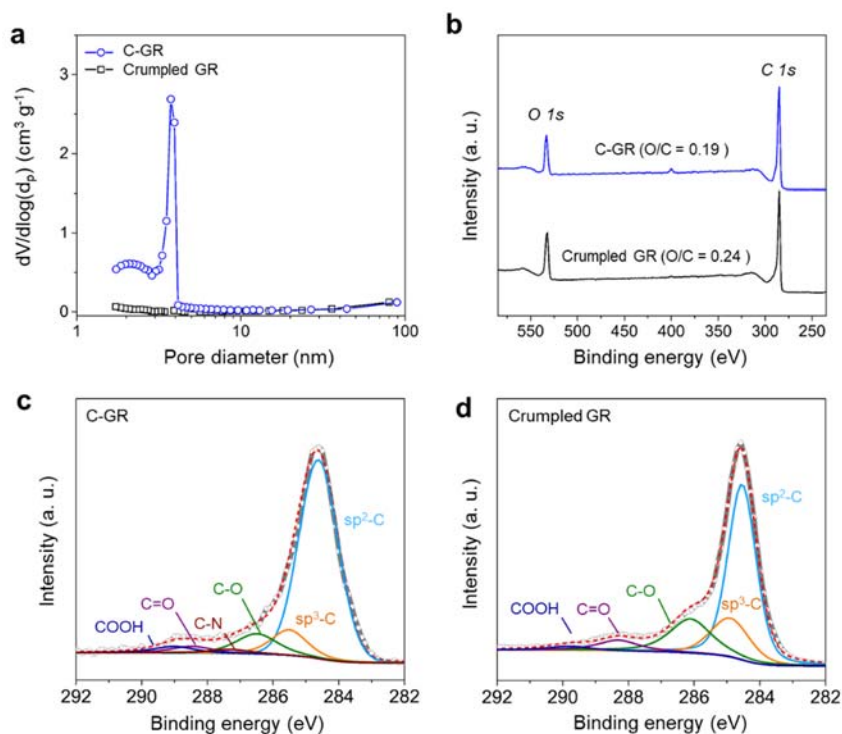 a
C-GR
Crumpled GR
3
2
1
0
dV/dlog(dₚ) (cm³ g⁻¹)
1 10 100
Pore diameter (nm)
b
O 1s
C 1s
C-GR (O/C = 0.19 )
Crumpled GR (O/C = 0.24 )
Intensity (a. u.)
550 500 450 400 350 300 250
Binding energy (eV)
c
C-GR
sp²-C
C-O
C=O
C-N
COOH
sp³-C
Intensity (a. u.)
292 290 288 286 284 282
Binding energy (eV)
d
Crumpled GR
sp²-C
C-O
sp³-C
COOH
C=O
Intensity (a. u.)
292 290 288 286 284 282
Binding energy (eV)